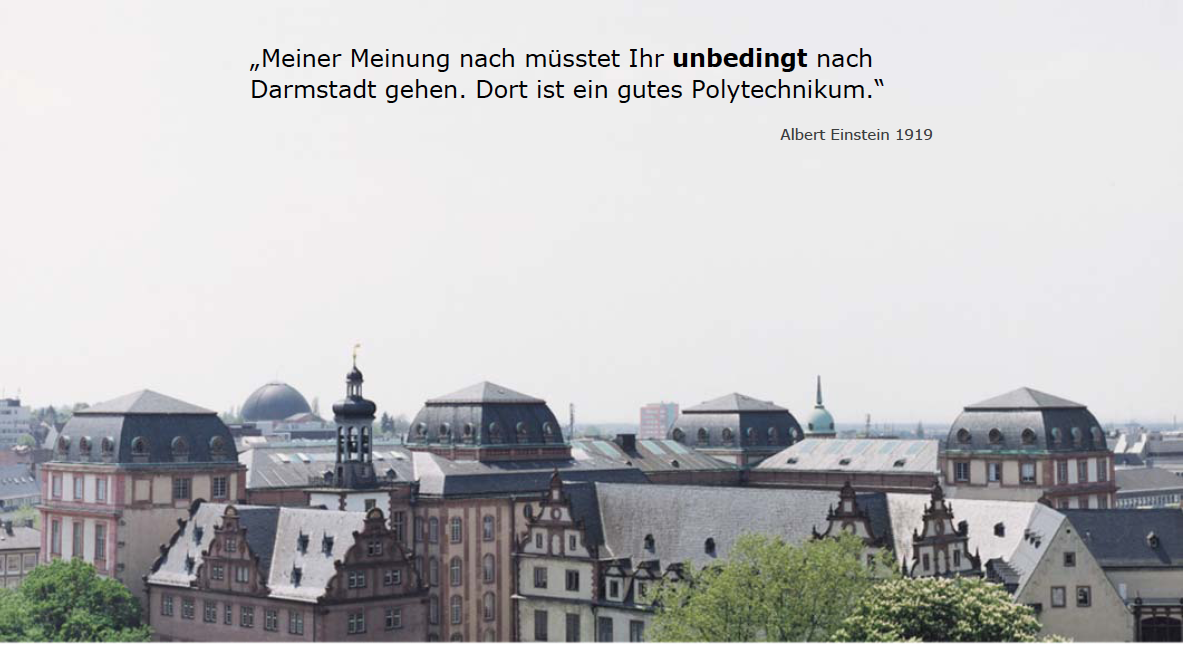 „Meiner Meinung nach müsstet Ihr unbedingt nach
Darmstadt gehen. Dort ist ein gutes Polytechnikum.“
Albert Einstein 1919